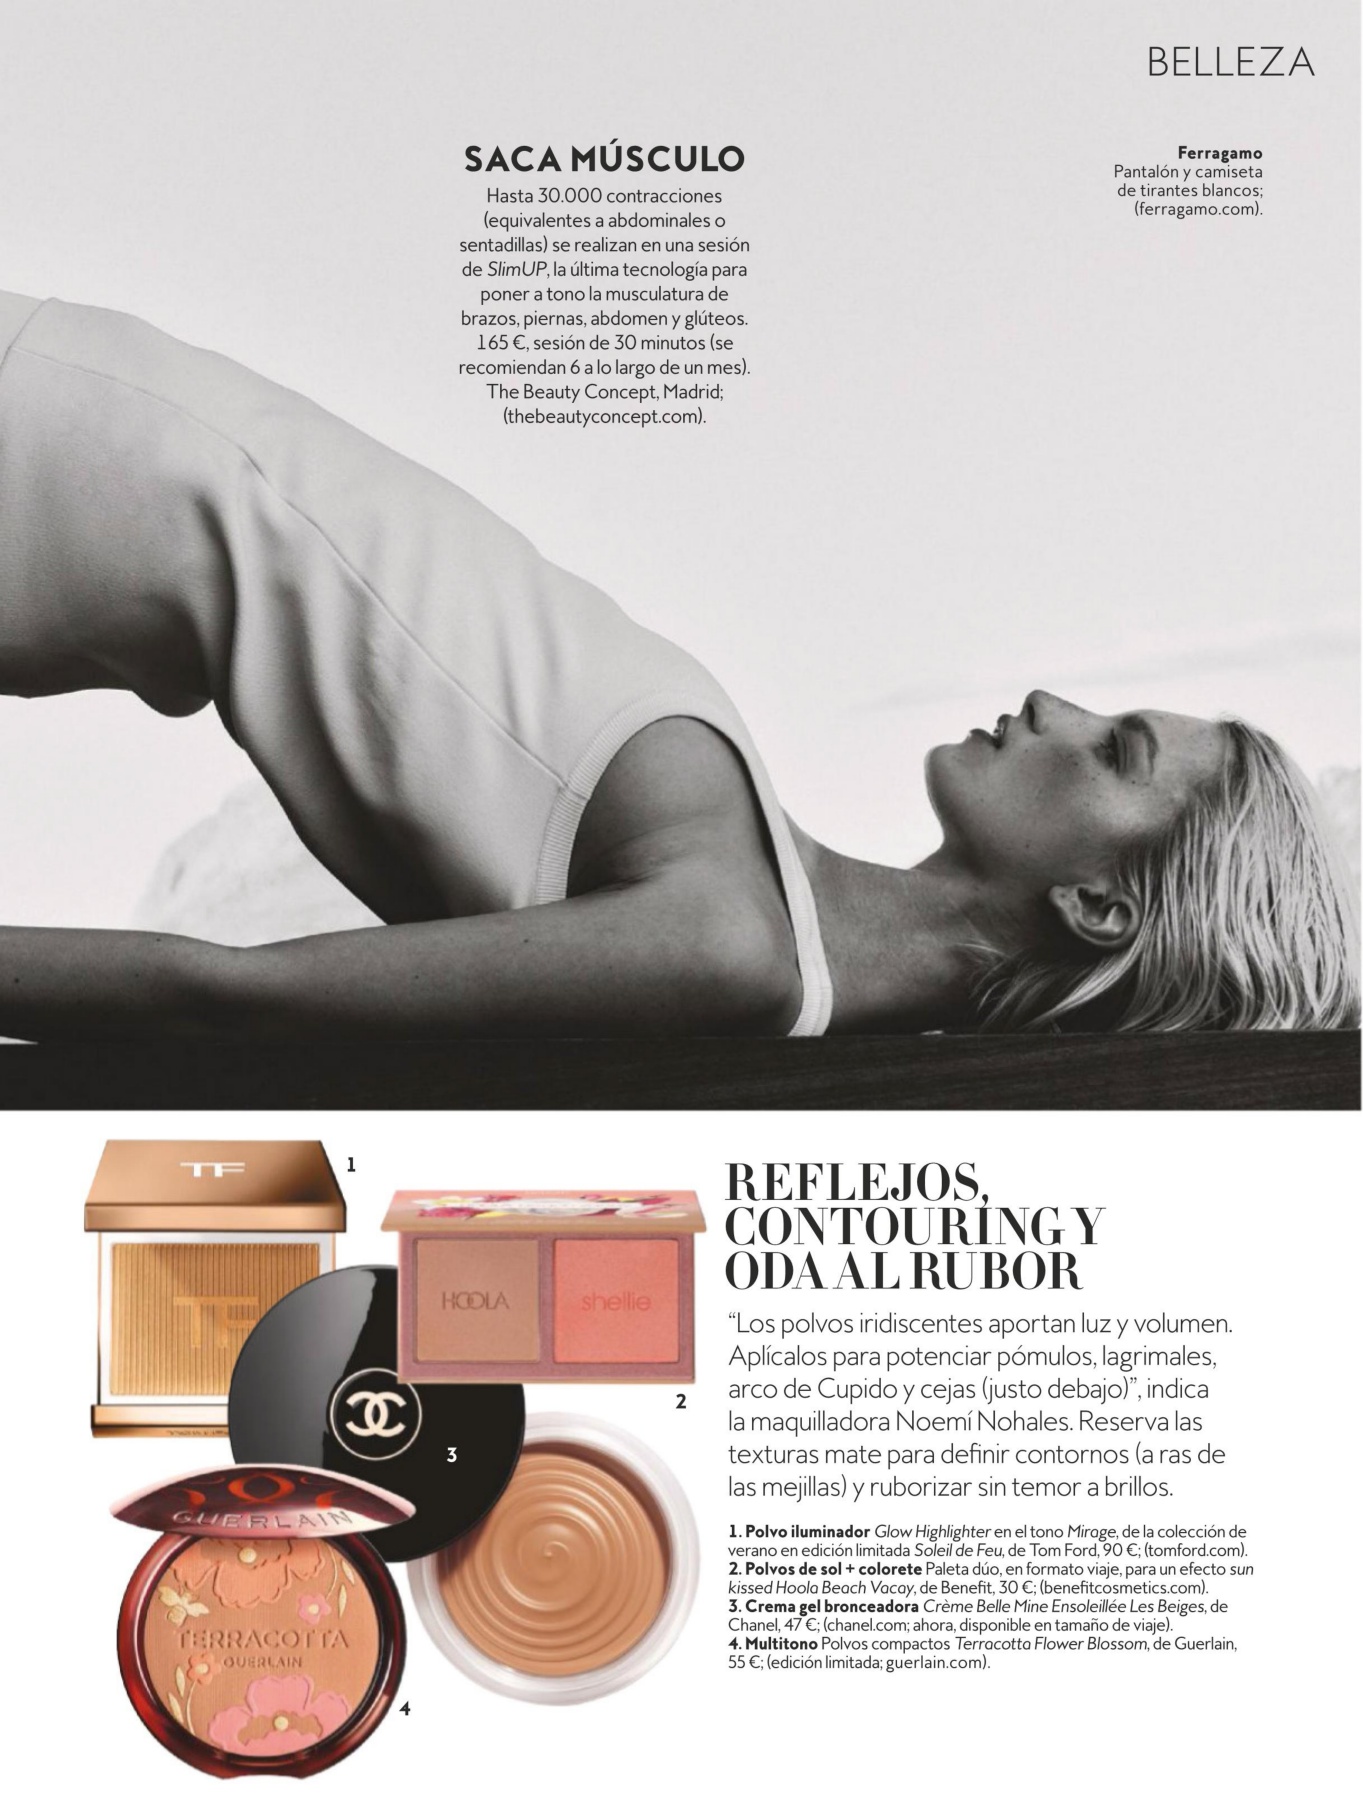 BELLEZA
SACA MÚSCULO
Hasta 30.000 contracciones
(equivalentes a abdominales o
sentadillas) se realizan en una sesión
de SlimUP, la última tecnología para
poner a tono la musculatura de
brazos, piernas, abdomen y glúteos.
165 €, sesión de 30 minutos (se
recomiendan 6 a lo largo de un mes).
The Beauty Concept, Madrid;
(thebeautyconcept.com).
Ferragamo
Pantalón y camiseta
de tirantes blancos;
(ferragamo.com).
TF
1
TF
HOOLA
shellie
2
3
GUERLAIN
TERRACOTTA
GUERLAIN
4
REFLEJOS,
CONTOURING Y
ODA AL RUBOR
“Los polvos iridiscentes aportan luz y volumen.
Aplícalos para potenciar pómulos, lagrimales,
arco de Cupido y cejas (justo debajo)”, indica
la maquilladora Noemí Nohales. Reserva las
texturas mate para definir contornos (a ras de
las mejillas) y ruborizar sin temor a brillos.
1. Polvo iluminador Glow Highlighter en el tono Mirage, de la colección de
verano en edición limitada Soleil de Feu, de Tom Ford, 90 €; (tomford.com).
2. Polvos de sol + colorete Paleta dúo, en formato viaje, para un efecto sun
kissed Hoola Beach Vacay, de Benefit, 30 €; (benefitcosmetics.com).
3. Crema gel bronceadora Crème Belle Mine Ensoleillée Les Beiges, de
Chanel, 47 €; (chanel.com; ahora, disponible en tamaño de viaje).
4. Multitono Polvos compactos Terracotta Flower Blossom, de Guerlain,
55 €; (edición limitada; guerlain.com).